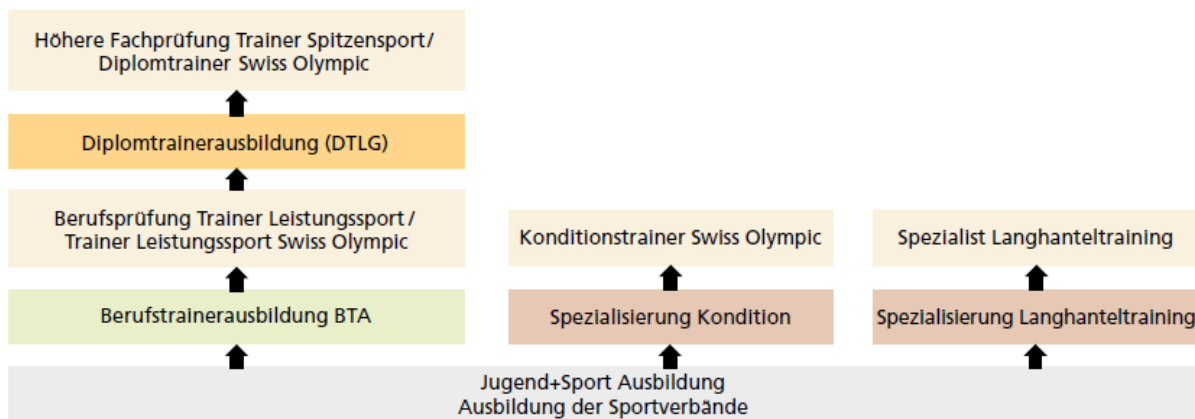 Höhere Fachprüfung Trainer Spitzensport/
Diplomtrainer Swiss Olympic
Diplomtrainerausbildung (DTLG)
Berufsprüfung Trainer Leistungssport/
Trainer Leistungssport Swiss Olympic
Konditionstrainer Swiss Olympic
Spezialist Langhanteltraining
Berufstrainerausbildung BTA
Spezialisierung Kondition
Spezialisierung Langhanteltraining
Jugend+Sport Ausbildung
Ausbildung der Sportverbände